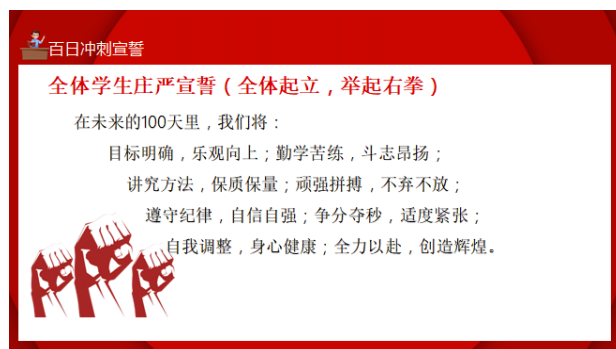 百日冲刺宣誓
全体学生庄严宣誓(全体起立,举起右拳)
在未来的100天里,我们将:
目标明确,乐观向上;勤学苦练,斗志昂扬;
讲究方法,保质保量;顽强拼搏,不弃不放;
遵守纪律,自信自强;争分夺秒,适度紧张;
自我调整,身心健康;全力以赴,创造辉煌。